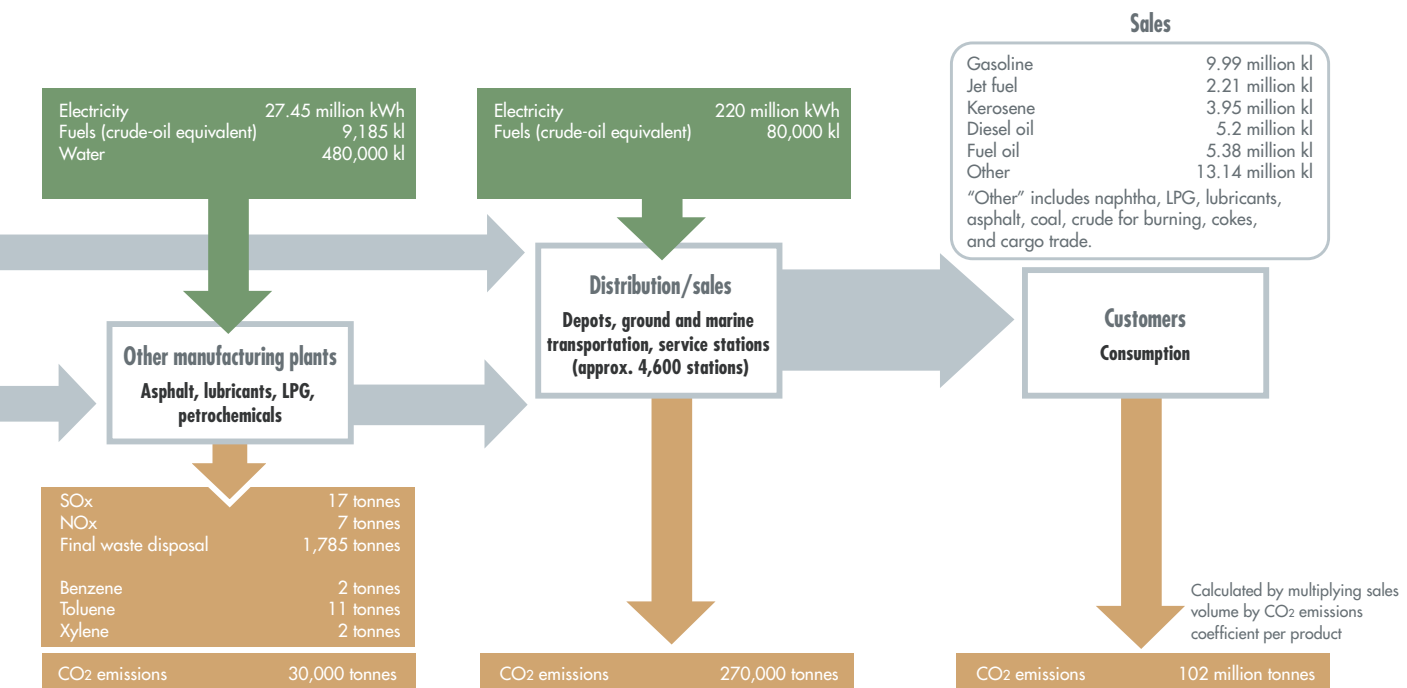 Sales
Gasoline 9.99 million kl
Jet fuel 2.21 million kl
Kerosene 3.95 million kl
Diesel oil 5.2 million kl
Fuel oil 5.38 million kl
Other 13.14 million kl
“Other” includes naphtha, LPG, lubricants,
asphalt, coal, crude for burning, cokes,
and cargo trade.
Electricity 27.45 million kWh
Fuels (crude-oil equivalent) 9,185 kl
Water 480,000 kl
Electricity 220 million kWh
Fuels (crude-oil equivalent) 80,000 kl
Other manufacturing plants
Asphalt, lubricants, LPG,
petrochemicals
Distribution/sales
Depots, ground and marine
transportation, service stations
(approx. 4,600 stations)
Customers
Consumption
SOx 17 tonnes
NOx 7 tonnes
Final waste disposal 1,785 tonnes
Benzene 2 tonnes
Toluene 11 tonnes
Xylene 2 tonnes
Calculated by multiplying sales
volume by CO2 emissions
coefficient per product
CO2 emissions 30,000 tonnes
CO2 emissions 270,000 tonnes
CO2 emissions 102 million tonnes